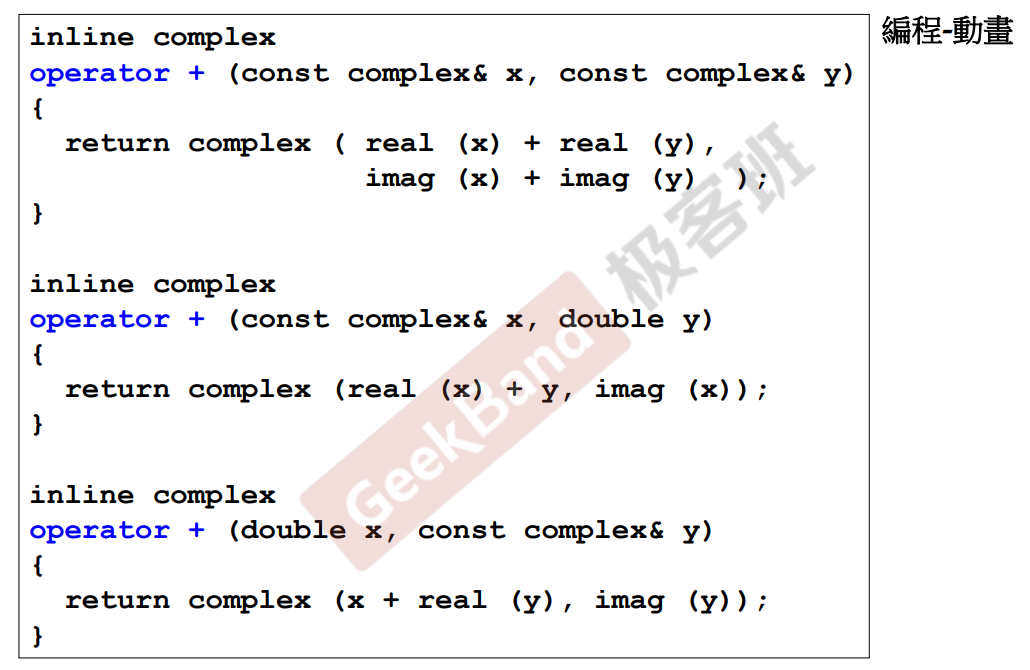 inline complex
operator + (const complex& x, const complex& y)
{
  return complex ( real (x) + real (y),
                   imag (x) + imag (y)  );
}
inline complex
operator + (const complex& x, double y)
{
  return complex (real (x) + y, imag (x));
}
inline complex
operator + (double x, const complex& y)
{
  return complex (x + real (y), imag (y));
}
編程-動畫
GeekBand 极客班